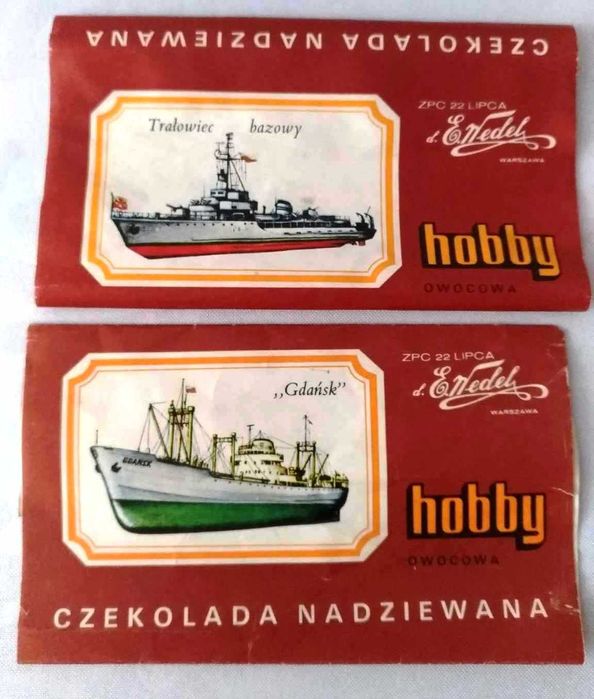 CZEKOLADA NADZIEWANA
Trałowiec bazowy
ZPC 22 LIPCA
d. E. Wedel
WARSZAWA
hobby
OWOCOWA
„Gdańsk”
GDAŃSK
ZPC 22 LIPCA
d. E. Wedel
WARSZAWA
hobby
OWOCOWA
CZEKOLADA NADZIEWANA